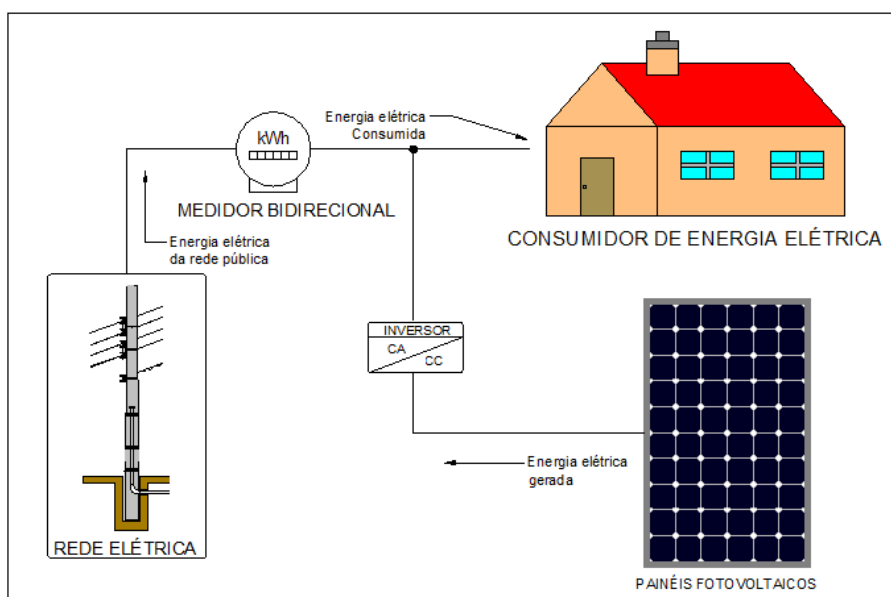 Energia elétrica
Consumida
kWh
MEDIDOR BIDIRECIONAL
CONSUMIDOR DE ENERGIA ELÉTRICA
Energia elétrica
da rede pública
INVERSOR
CA
CC
Energia elétrica
gerada
REDE ELÉTRICA
PAINÉIS FOTOVOLTAICOS